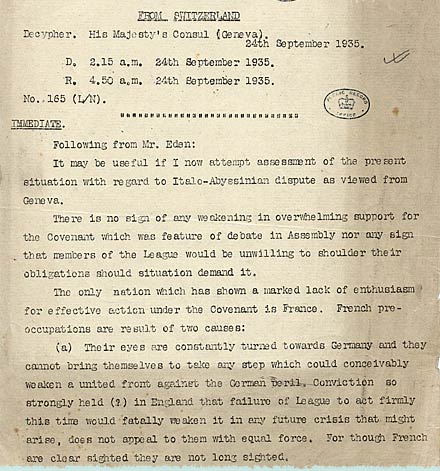 FROM SWITZERLAND
Decypher. His Majesty's Consul (Geneva).
24th September 1935.
D. 2.15 a.m. 24th September 1935.
R. 4.50 a.m. 24th September 1935.
No. 165 (L/N).
PUBLIC RECORD OFFICE
IMMEDIATE.
Following from Mr. Eden:
It may be useful if I now attempt assessment of the present
situation with regard to Italo-Abyssinian dispute as viewed from
Geneva.
There is no sign of any weakening in overwhelming support for
the Covenant which was feature of debate in Assembly nor any sign
that members of the League would be unwilling to shoulder their
obligations should situation demand it.
The only nation which has shown a marked lack of enthusiasm
for effective action under the Covenant is France. French pre-
occupations are result of two causes:
(a) Their eyes are constantly turned towards Germany and they
cannot bring themselves to take any step which could conceivably
weaken a united front against the German peril. Conviction so
strongly held (?) in England that failure of League to act firmly
this time would fatally weaken it in any future crisis that might
arise, does not appeal to them with equal force. For though French
are clear sighted they are not long sighted.